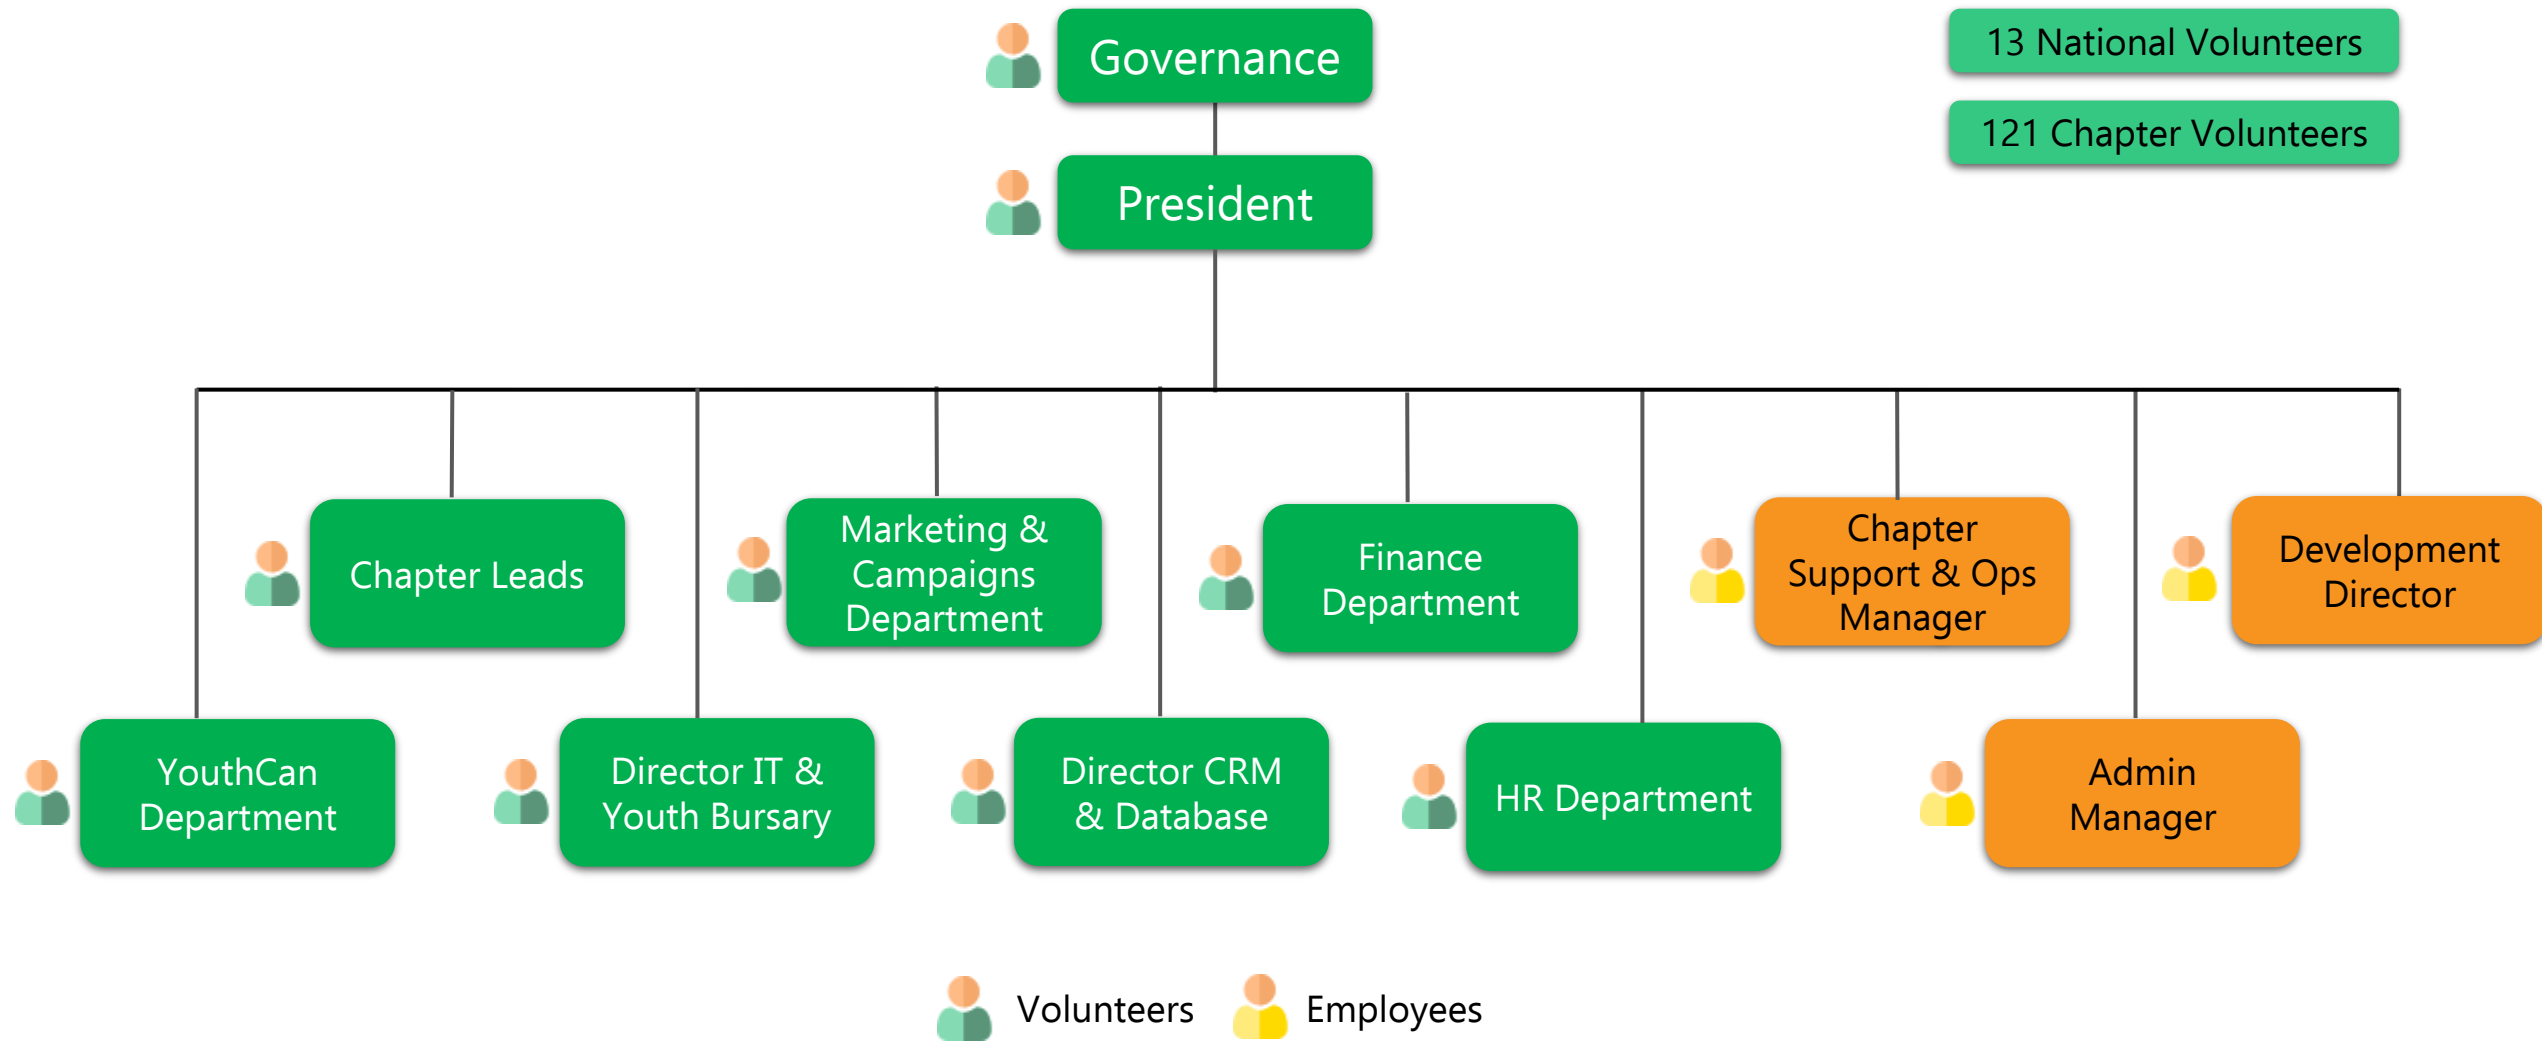 Governance
13 National Volunteers
121 Chapter Volunteers
President
Chapter Leads
Marketing &
Campaigns
Department
Finance
Department
Chapter
Support & Ops
Manager
Development
Director
YouthCan
Department
Director IT &
Youth Bursary
Director CRM
& Database
HR Department
Admin
Manager
Volunteers
Employees